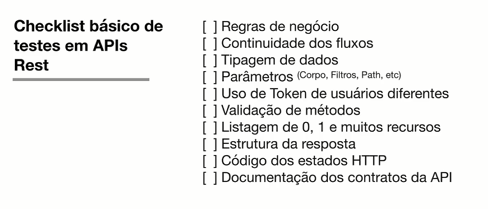 Checklist básico de
testes em APIs
Rest
[ ] Regras de negócio
[ ] Continuidade dos fluxos
[ ] Tipagem de dados
[ ] Parâmetros (Corpo, Filtros, Path, etc)
[ ] Uso de Token de usuários diferentes
[ ] Validação de métodos
[ ] Listagem de 0, 1 e muitos recursos
[ ] Estrutura da resposta
[ ] Código dos estados HTTP
[ ] Documentação dos contratos da API